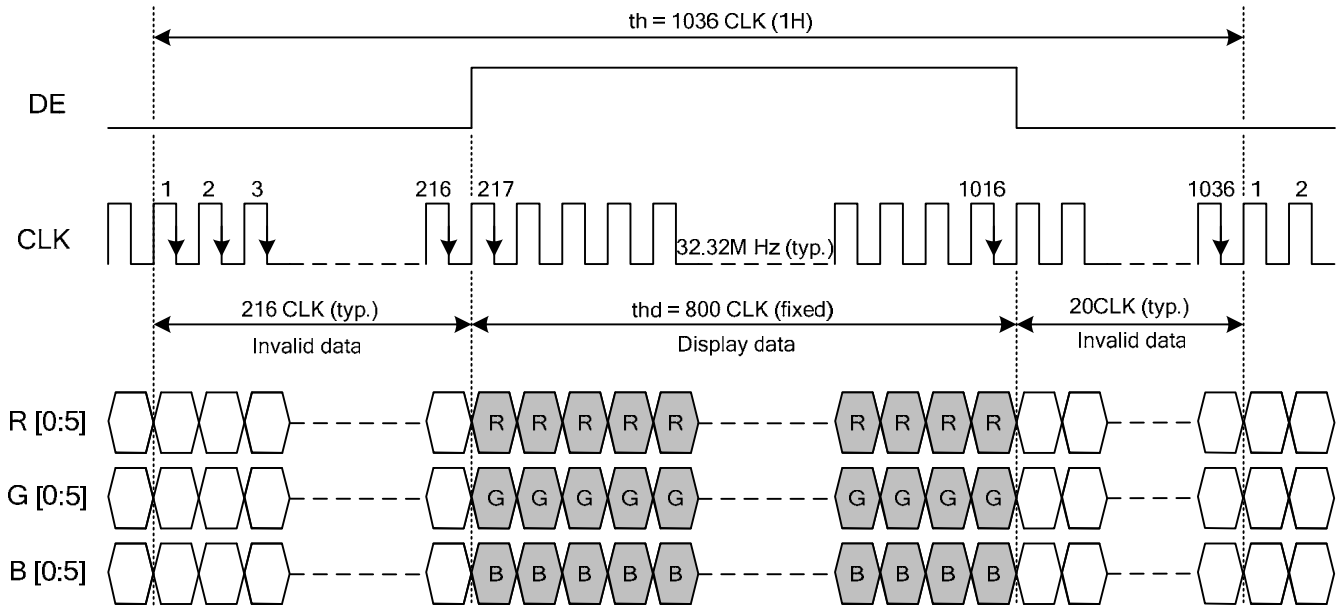 th = 1036 CLK (1H)
DE
1 2 3 216 217 1016 1036 1 2
CLK
32.32M Hz (typ.)
216 CLK (typ.) thd = 800 CLK (fixed) 20CLK (typ.)
Invalid data Display data Invalid data
R [0:5] R R R R R R R R R
G [0:5] G G G G G G G G G
B [0:5] B B B B B B B B B